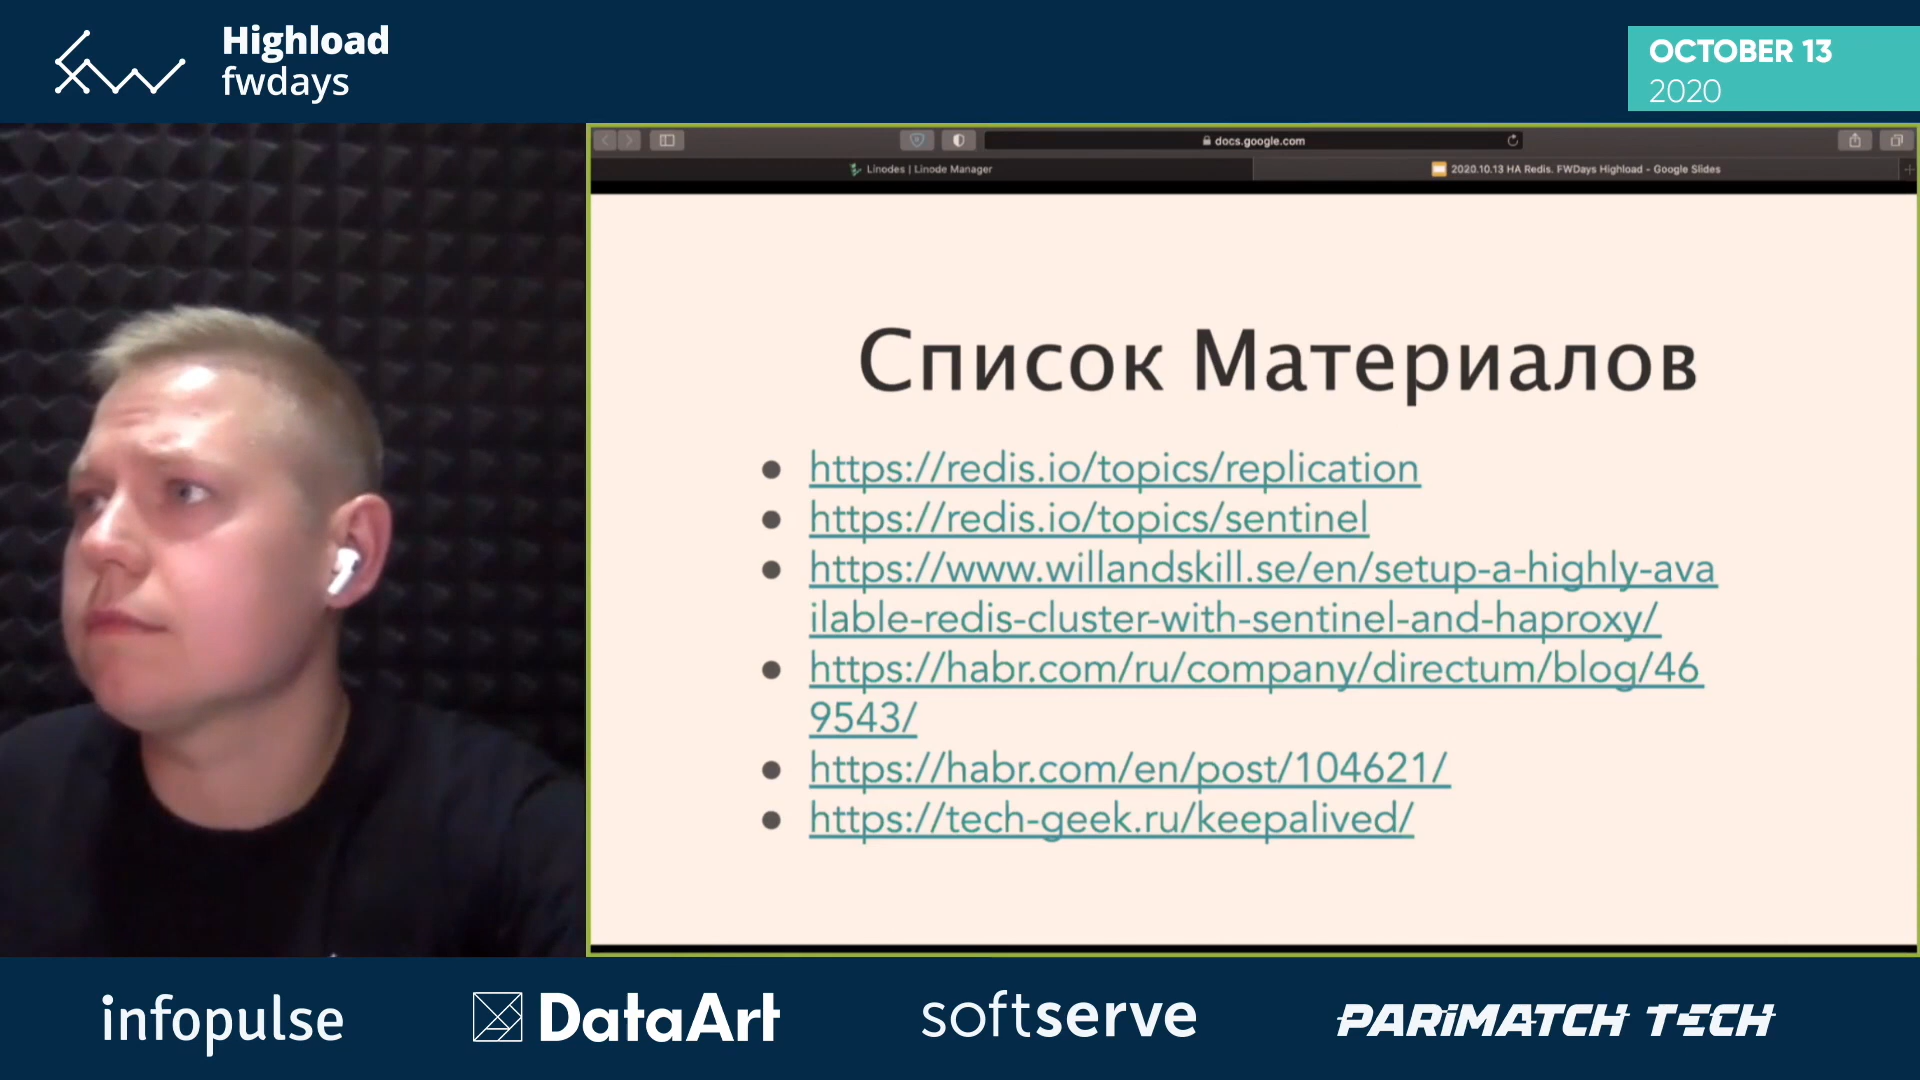 Highload
fwdays
OCTOBER 13
2020
docs.google.com
Linodes | Linode Manager
2020.10.13 HA Redis. FWDays Highload - Google Slides
Список Материалов
https://redis.io/topics/replication
https://redis.io/topics/sentinel
https://www.willandskill.se/en/setup-a-highly-ava
ilable-redis-cluster-with-sentinel-and-haproxy/
https://habr.com/ru/company/directum/blog/46
9543/
https://habr.com/en/post/104621/
https://tech-geek.ru/keepalived/
infopulse
DataArt
softserve
PARIMATCH TECH